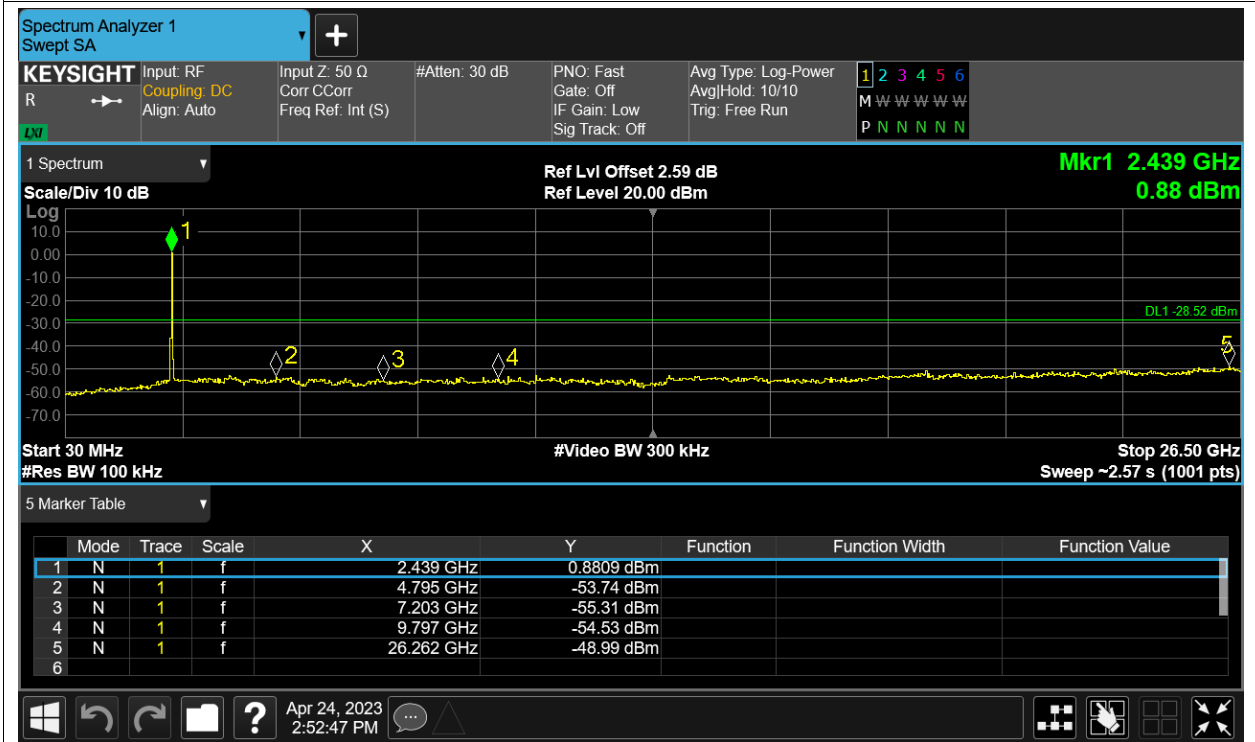 Spectrum Analyzer 1
Swept SA
KEYSIGHT
R
LXI
Input: RF
Coupling: DC
Align: Auto
Input Z: 50 Ω
Corr CCorr
Freq Ref: Int (S)
#Atten: 30 dB
PNO: Fast
Gate: Off
IF Gain: Low
Sig Track: Off
Avg Type: Log-Power
Avg|Hold: 10/10
Trig: Free Run
1 2 3 4 5 6
M W W W W W
P N N N N N
1 Spectrum
Scale/Div 10 dB
Ref Lvl Offset 2.59 dB
Ref Level 20.00 dBm
Mkr1 2.439 GHz
0.88 dBm
Log
10.0
0.00
-10.0
-20.0
-30.0
-40.0
-50.0
-60.0
-70.0
1
2
3
4
5
DL1 -28.52 dBm
Start 30 MHz
#Video BW 300 kHz
Stop 26.50 GHz
#Res BW 100 kHz
Sweep ~2.57 s (1001 pts)
5 Marker Table
Mode Trace Scale X Y Function Function Width Function Value
1 N 1 f 2.439 GHz 0.8809 dBm
2 N 1 f 4.795 GHz -53.74 dBm
3 N 1 f 7.203 GHz -55.31 dBm
4 N 1 f 9.797 GHz -54.53 dBm
5 N 1 f 26.262 GHz -48.99 dBm
6
?
Apr 24, 2023
2:52:47 PM